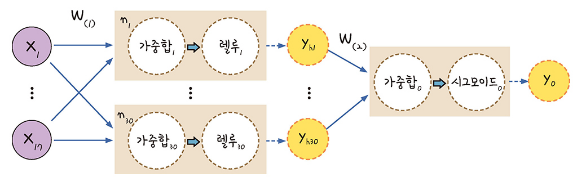 W(1)
n1
X1
가중합1
렐루1
yh1
W(2)
가중합o
시그모이드o
yo
X17
n30
가중합30
렐루30
yh30